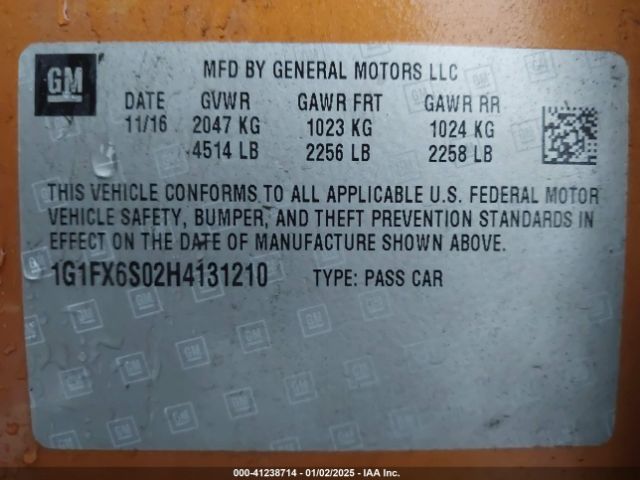 GM
MFD BY GENERAL MOTORS LLC
DATE GVWR GAWR FRT GAWR RR
11/16 2047 KG 1023 KG 1024 KG
4514 LB 2256 LB 2258 LB
THIS VEHICLE CONFORMS TO ALL APPLICABLE U.S. FEDERAL MOTOR
VEHICLE SAFETY, BUMPER, AND THEFT PREVENTION STANDARDS IN
EFFECT ON THE DATE OF MANUFACTURE SHOWN ABOVE.
1G1FX6S02H4131210 TYPE: PASS CAR
000-41238714 - 01/02/2025 - IAA Inc.